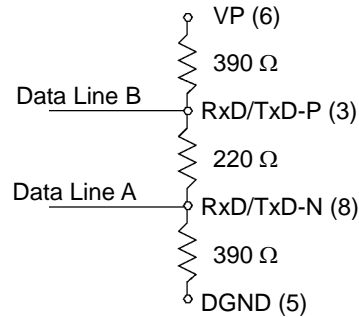 VP (6)
390 Ω
Data Line B
RxD/TxD-P (3)
220 Ω
Data Line A
RxD/TxD-N (8)
390 Ω
DGND (5)